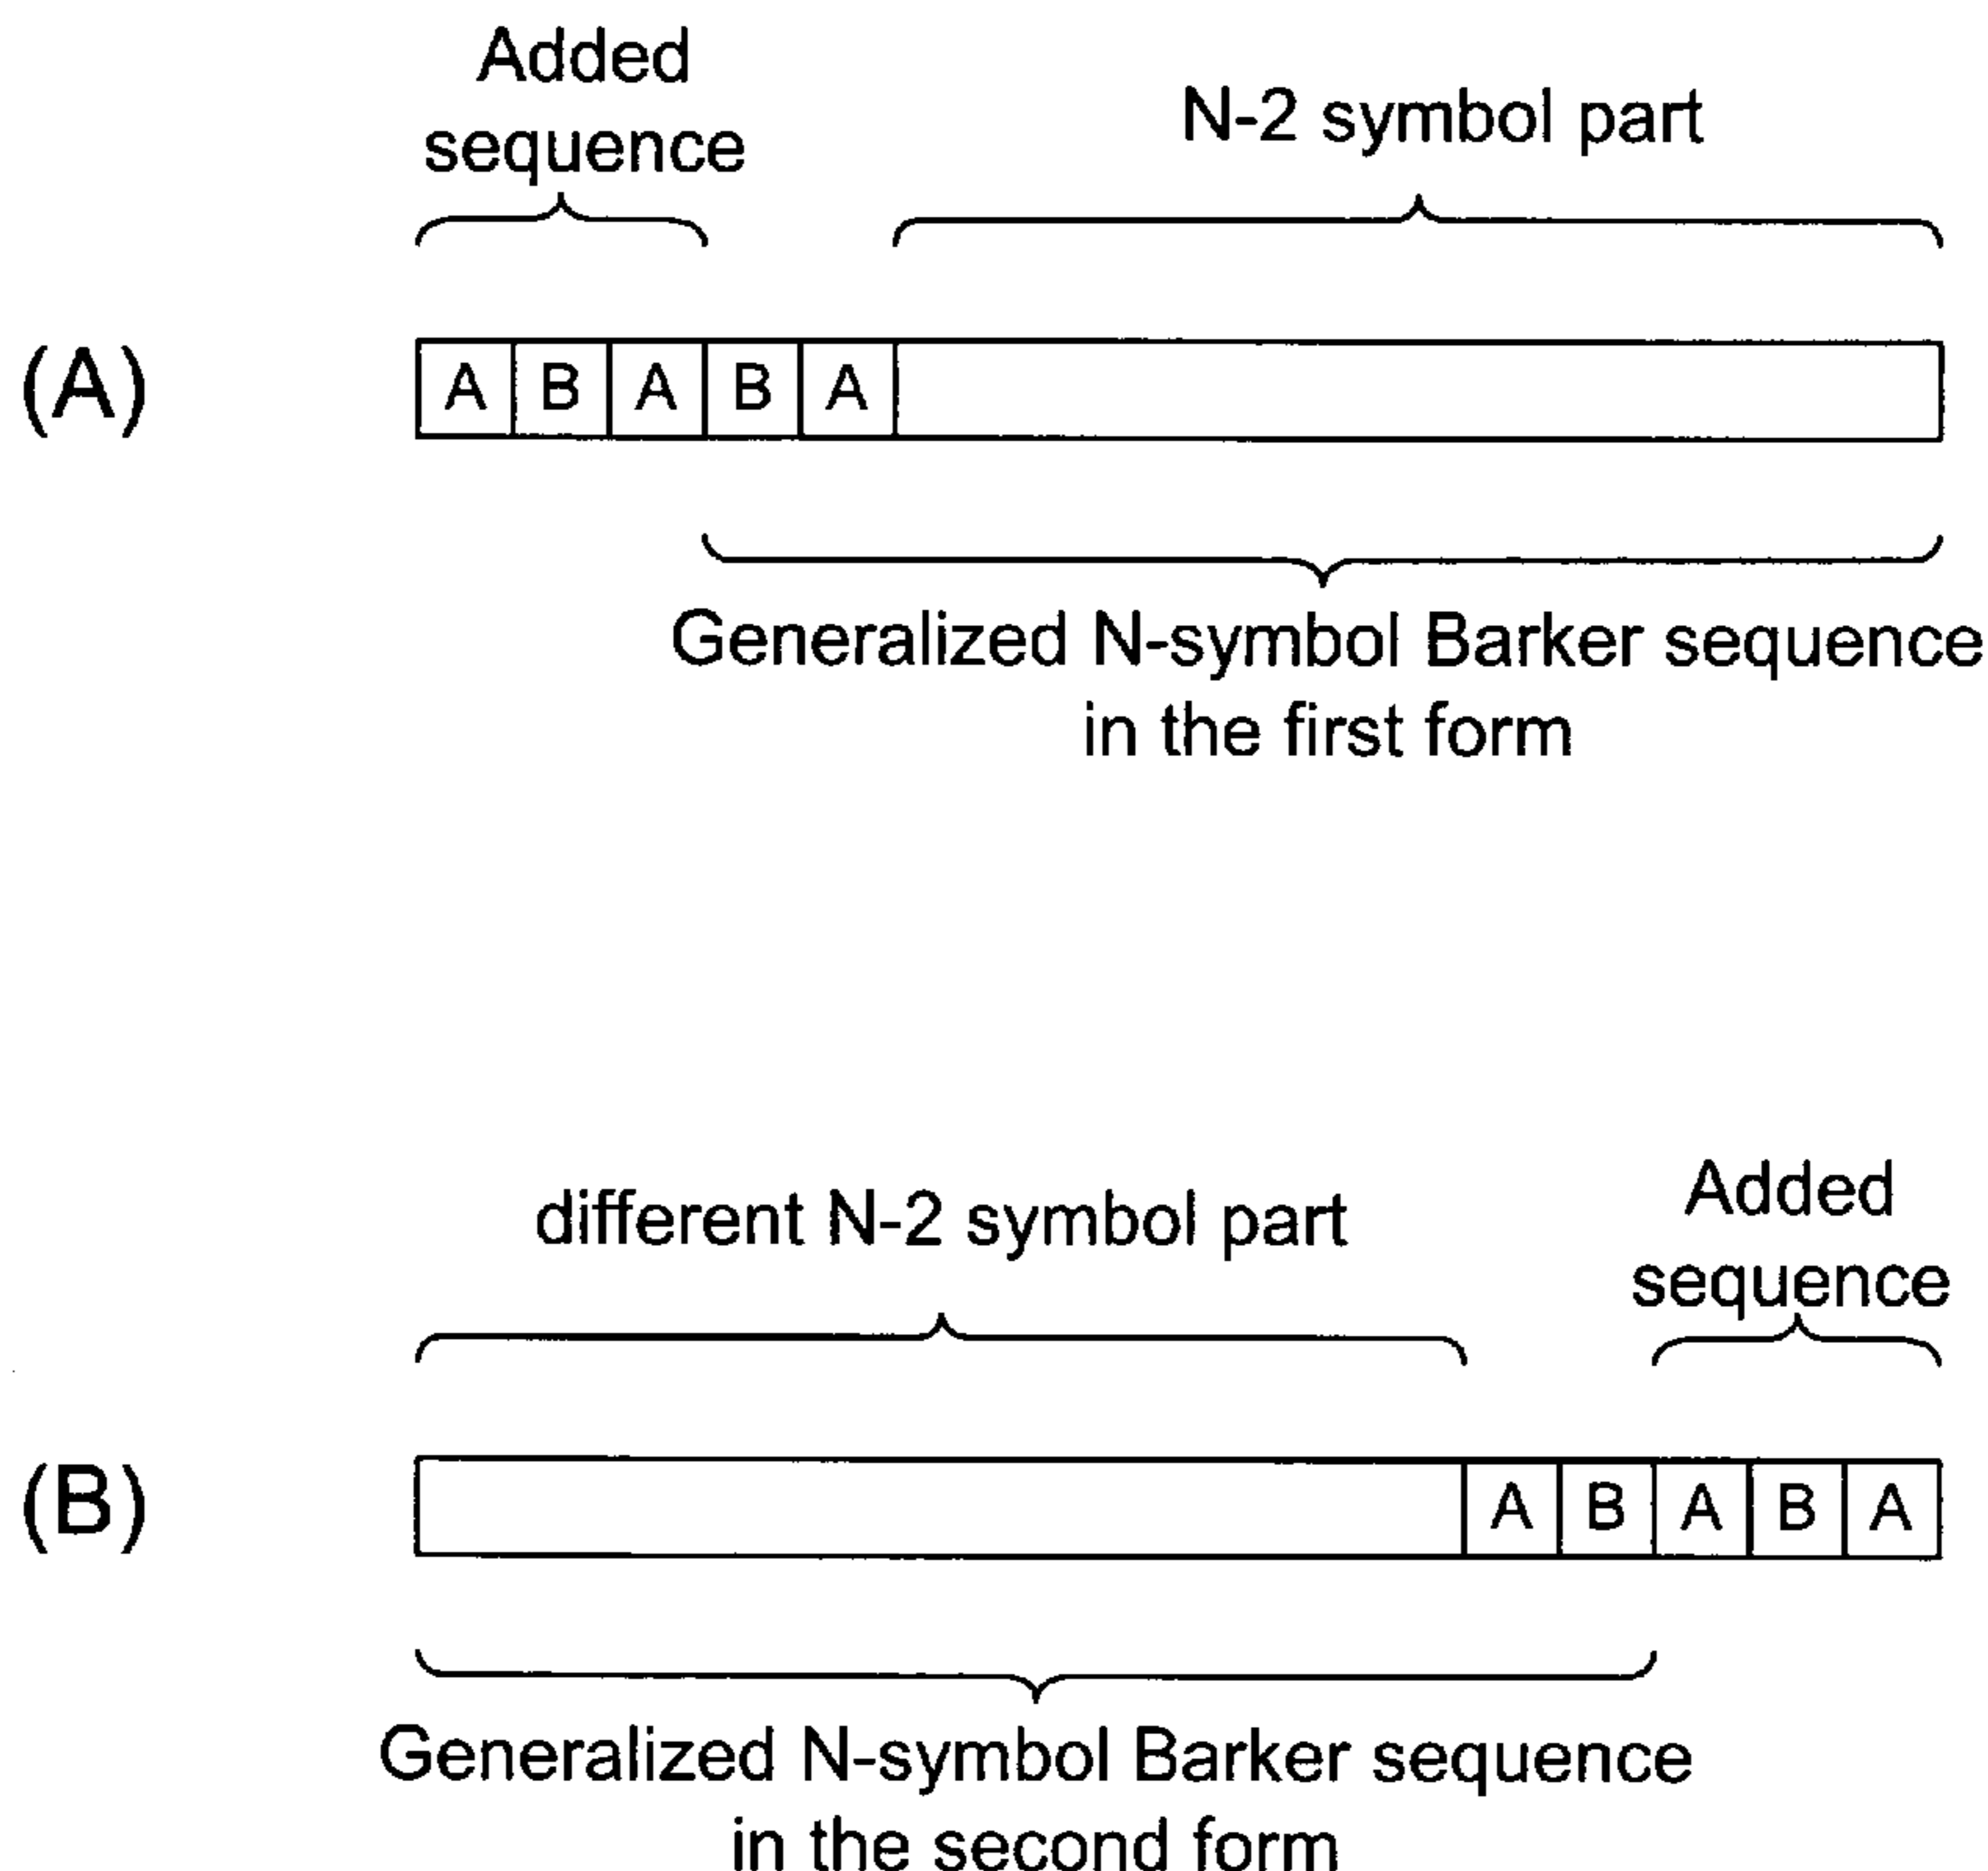 Added
sequence
N-2 symbol part
(A)
A B A B A
Generalized N-symbol Barker sequence
in the first form
different N-2 symbol part
Added
sequence
(B)
A B A B A
Generalized N-symbol Barker sequence
in the second form